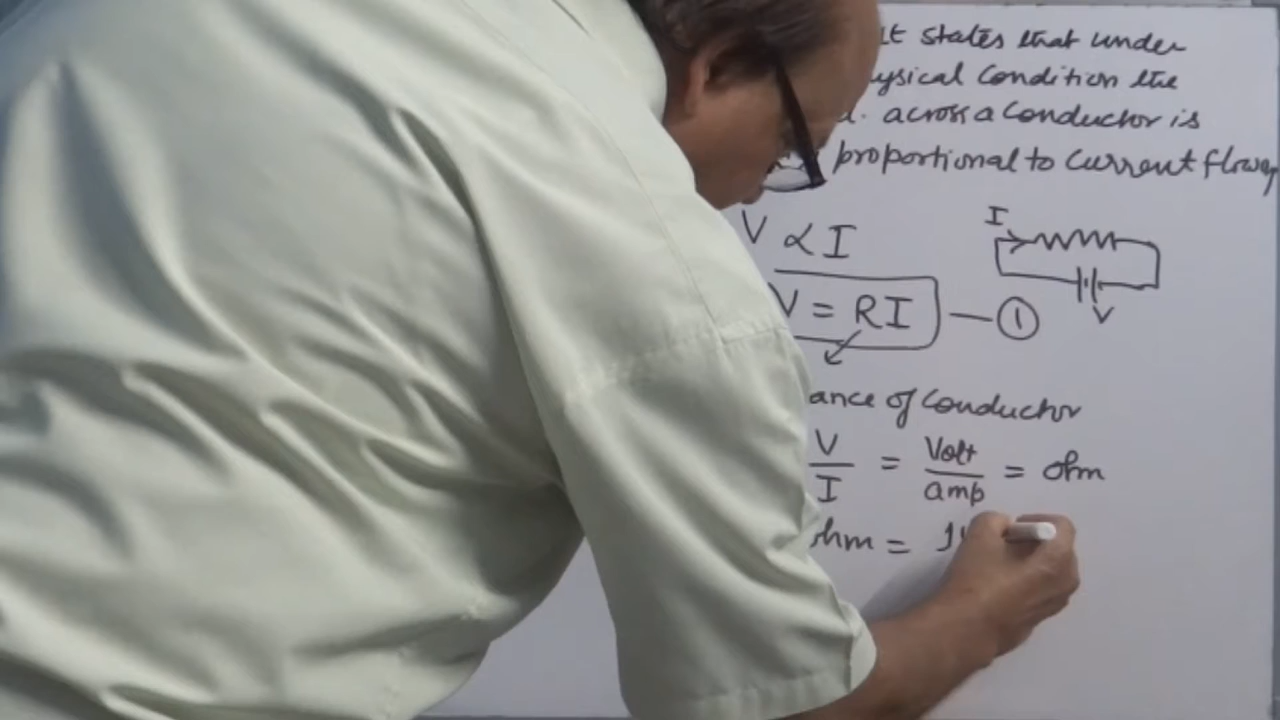 It states that under
ysical Condition the
d. across a Conductor is
proportional to Current flowing
I
V ∝ I
V = RI — ①
V
ance of Conductor
V/I = Volt/amp = ohm
ohm = 1